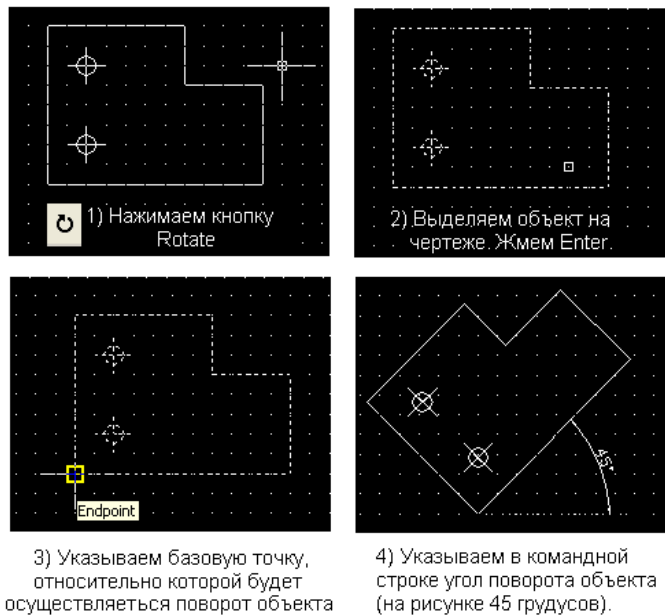 1) Нажимаем кнопку
Rotate
2) Выделяем объект на
чертеже. Жмем Enter.
Endpoint
45°
3) Указываем базовую точку,
относительно которой будет
осуществляеться поворот объекта
4) Указываем в командной
строке угол поворота объекта
(на рисунке 45 грудусов).